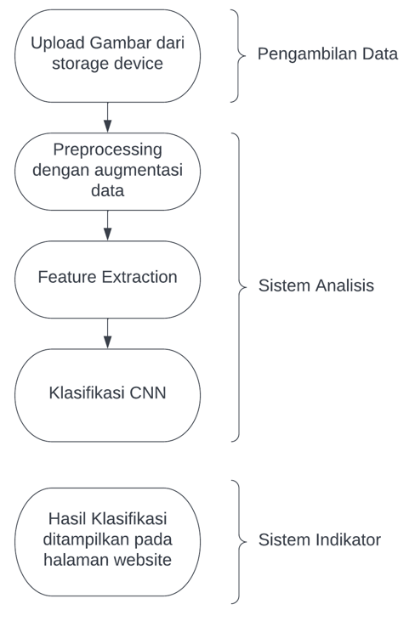 Upload Gambar dari
storage device
Pengambilan Data
Preprocessing
dengan augmentasi
data
Feature Extraction
Sistem Analisis
Klasifikasi CNN
Hasil Klasifikasi
ditampilkan pada
halaman website
Sistem Indikator